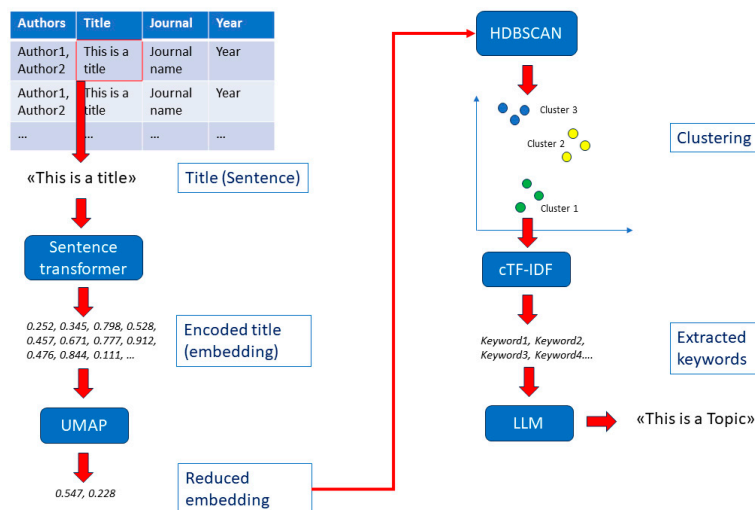 Authors Title Journal Year
Author1, This is a Journal Year
Author2 title name
Author1, This is a Journal Year
Author2 title name
... ... ... ...
«This is a title»
Title (Sentence)
Sentence
transformer
0.252, 0.345, 0.798, 0.528,
0.457, 0.671, 0.777, 0.912,
0.476, 0.844, 0.111, ...
Encoded title
(embedding)
UMAP
0.547, 0.228
Reduced
embedding
HDBSCAN
Cluster 3
Cluster 2
Cluster 1
Clustering
cTF-IDF
Keyword1, Keyword2,
Keyword3, Keyword4....
Extracted
keywords
LLM
«This is a Topic»